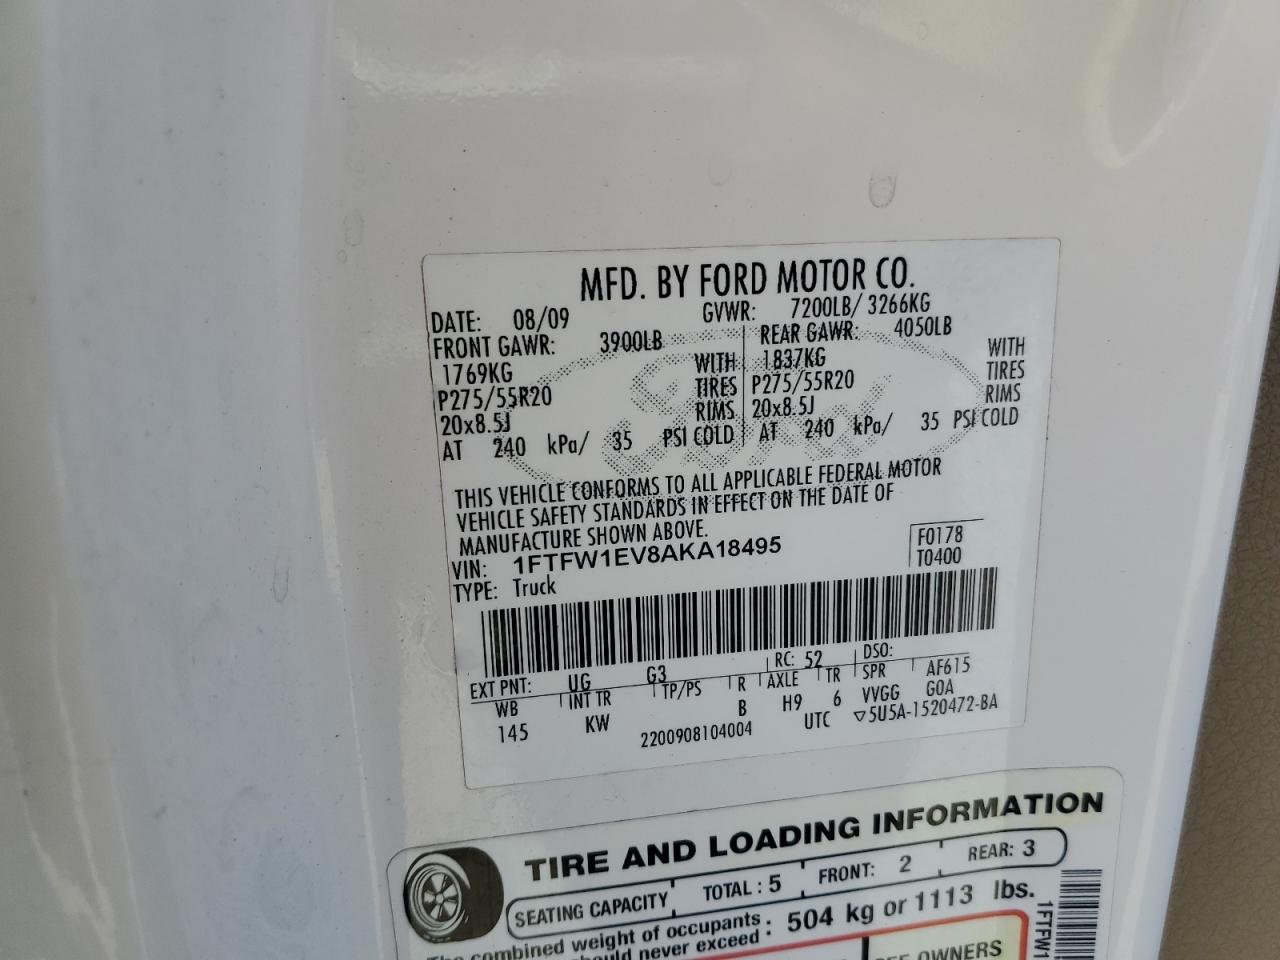 MFD. BY FORD MOTOR CO.
DATE: 08/09 GVWR: 7200LB/ 3266KG
FRONT GAWR: 3900LB REAR GAWR: 4050LB
1769KG WITH 1837KG WITH
P275/55R20 TIRES P275/55R20 TIRES
20x8.5J RIMS 20x8.5J RIMS
AT 240 kPa/ 35 PSI COLD AT 240 kPa/ 35 PSI COLD
THIS VEHICLE CONFORMS TO ALL APPLICABLE FEDERAL MOTOR
VEHICLE SAFETY STANDARDS IN EFFECT ON THE DATE OF
MANUFACTURE SHOWN ABOVE.
VIN: 1FTFW1EV8AKA18495 F0178
TYPE: Truck T0400
EXT PNT: UG G3 RC: 52 DSO:
WB INT TR TP/PS R AXLE TR SPR AF615
145 KW B H9 6 VVGG GOA
2200908104004 UTC ▽5U5A-1520472-BA
TIRE AND LOADING INFORMATION
SEATING CAPACITY TOTAL : 5 FRONT: 2 REAR: 3
The combined weight of occupants
should never exceed : 504 kg or 1113 lbs.
OWNERS
1FTFW1
Ford